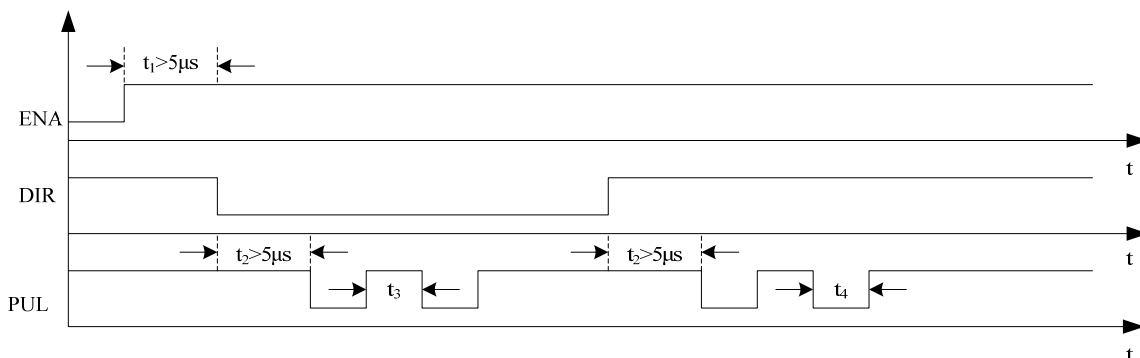 t₁>5μs
ENA
t
DIR
t₂>5μs
t₂>5μs
t
t₃
t₄
PUL
t